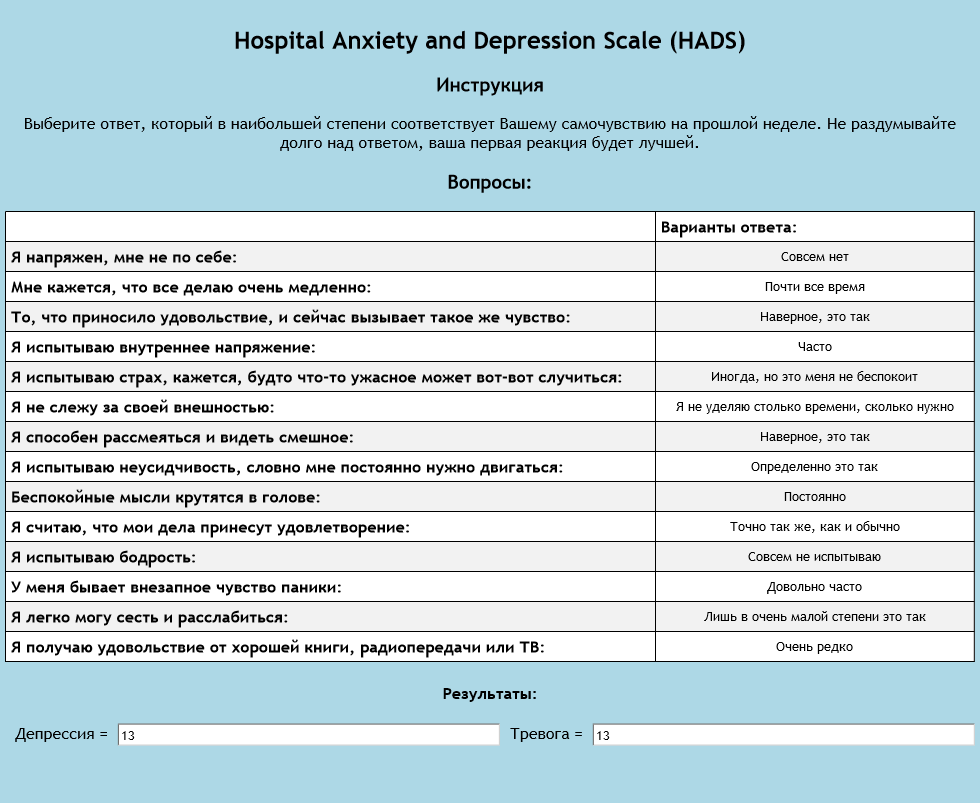 Hospital Anxiety and Depression Scale (HADS)
Инструкция
Выберите ответ, который в наибольшей степени соответствует Вашему самочувствию на прошлой неделе. Не раздумывайте
долго над ответом, ваша первая реакция будет лучшей.
Вопросы:
Варианты ответа:
Я напряжен, мне не по себе: Совсем нет
Мне кажется, что все делаю очень медленно: Почти все время
То, что приносило удовольствие, и сейчас вызывает такое же чувство: Наверное, это так
Я испытываю внутреннее напряжение: Часто
Я испытываю страх, кажется, будто что-то ужасное может вот-вот случиться: Иногда, но это меня не беспокоит
Я не слежу за своей внешностью: Я не уделяю столько времени, сколько нужно
Я способен рассмеяться и видеть смешное: Наверное, это так
Я испытываю неусидчивость, словно мне постоянно нужно двигаться: Определенно это так
Беспокойные мысли крутятся в голове: Постоянно
Я считаю, что мои дела принесут удовлетворение: Точно так же, как и обычно
Я испытываю бодрость: Совсем не испытываю
У меня бывает внезапное чувство паники: Довольно часто
Я легко могу сесть и расслабиться: Лишь в очень малой степени это так
Я получаю удовольствие от хорошей книги, радиопередачи или ТВ: Очень редко
Результаты:
Депрессия = 13 Тревога = 13